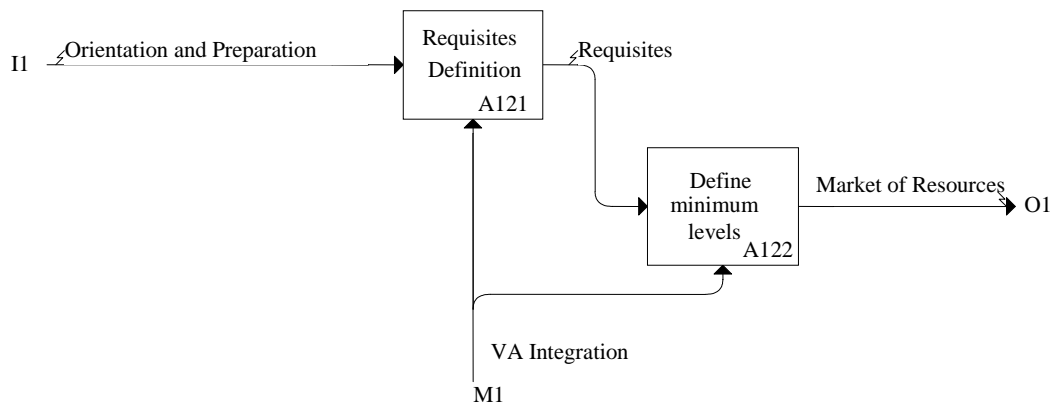 I1
Orientation and Preparation
Requisites
Definition
A121
Requisites
Define
minimum
levels
A122
Market of Resources
O1
VA Integration
M1